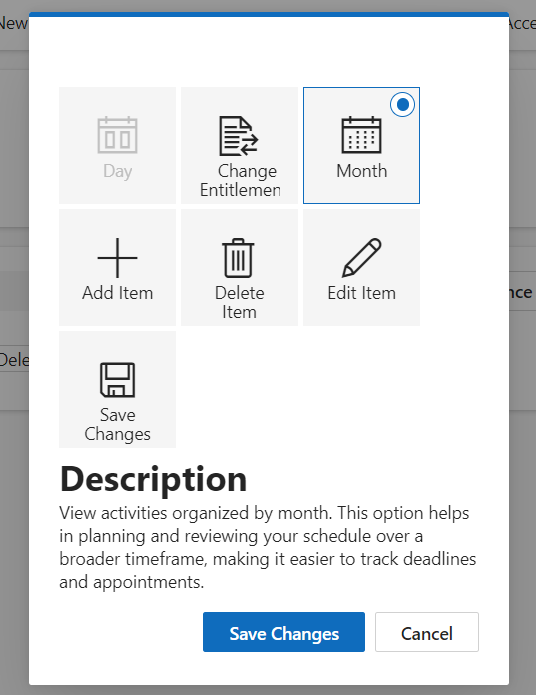 New
Acce
Day
Change
Entitlemen
Month
Add Item
Delete
Item
Edit Item
nce
Dele
Save
Changes
Description
View activities organized by month. This option helps
in planning and reviewing your schedule over a
broader timeframe, making it easier to track deadlines
and appointments.
Save Changes
Cancel